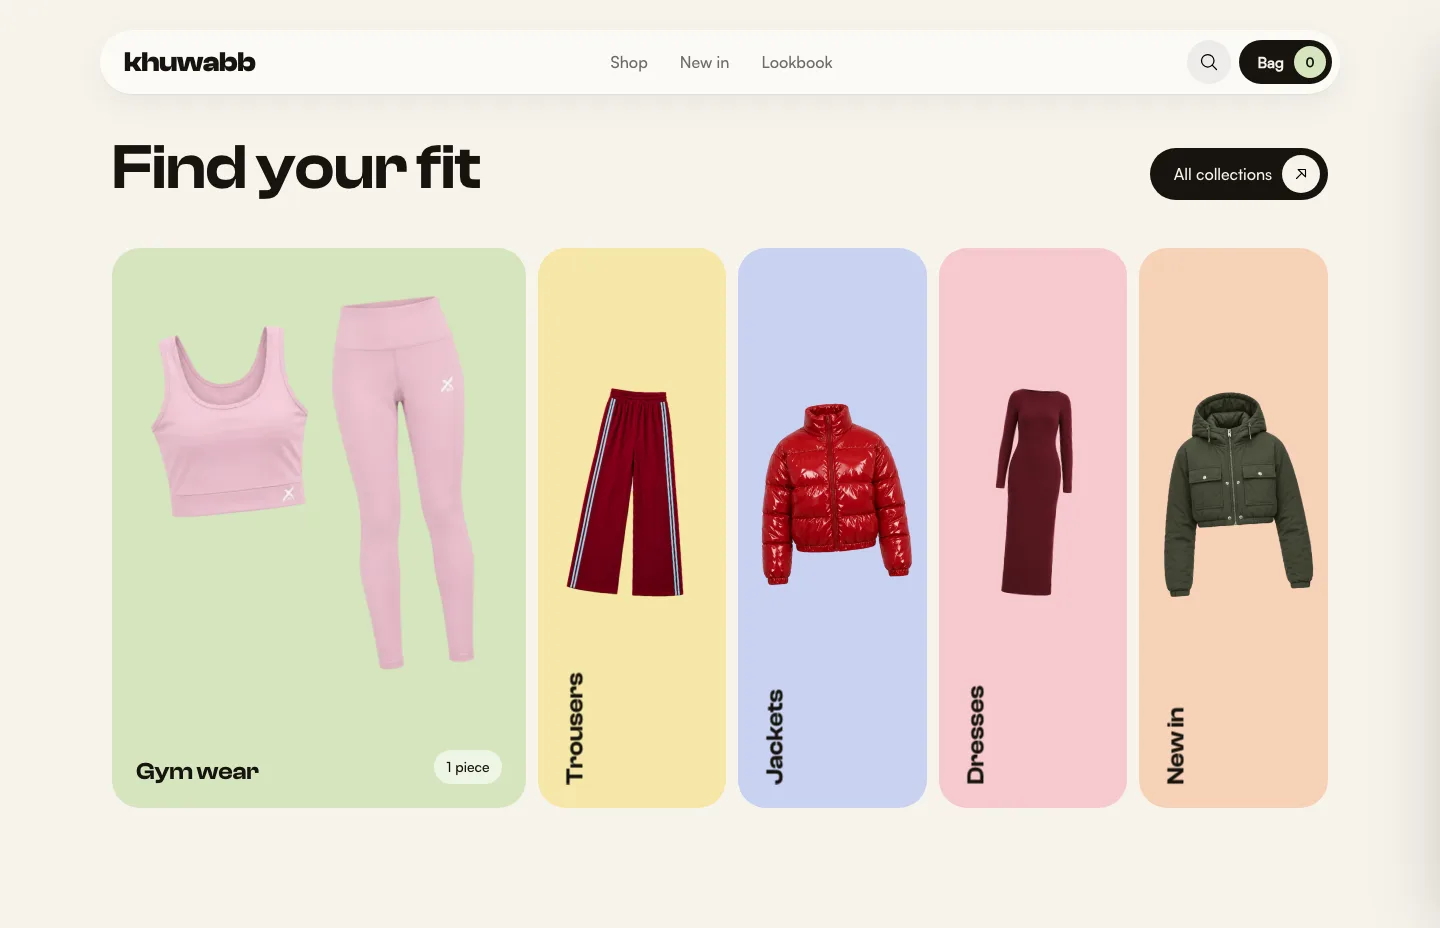 khuwabb
Shop
New in
Lookbook
Bag
0
Find your fit
All collections
Gym wear
1 piece
Trousers
Jackets
Dresses
New in